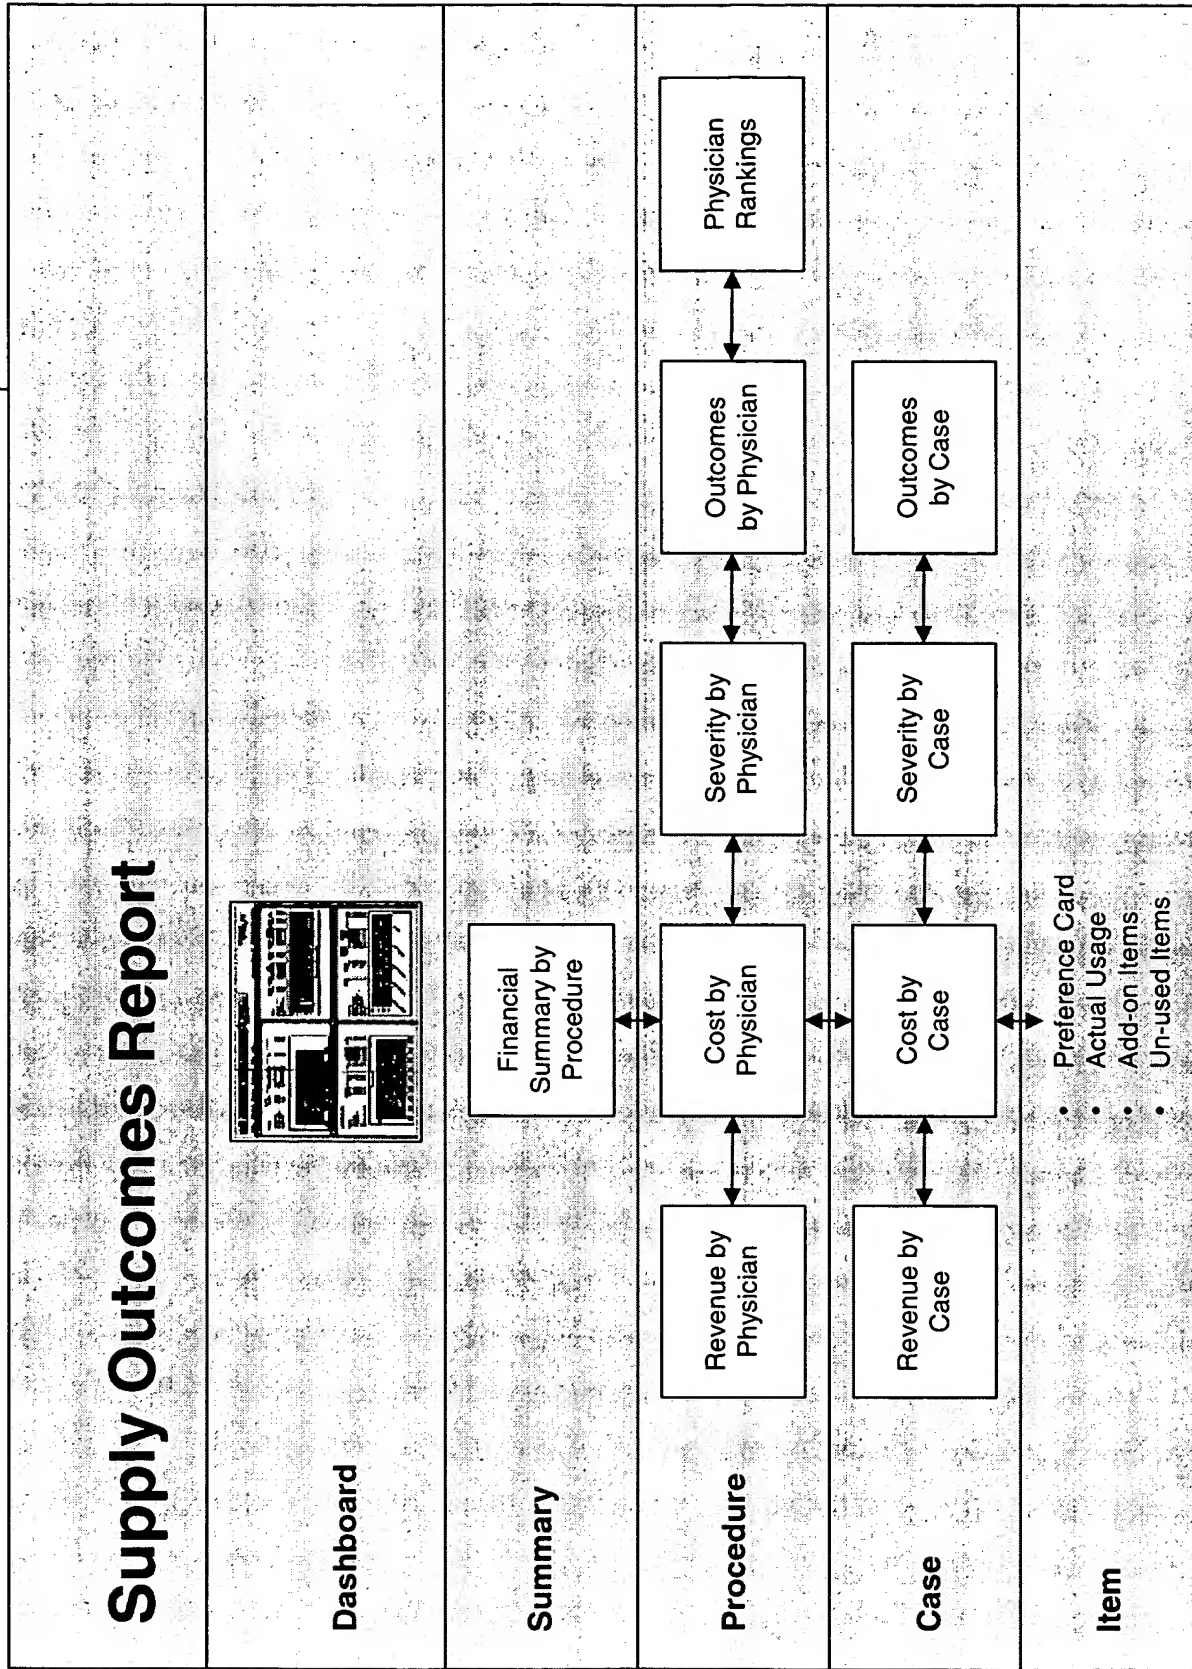 Supply Outcomes Report
Dashboard
Summary
Financial
Summary by
Procedure
Procedure
Revenue by
Physician
Cost by
Physician
Severity by
Physician
Outcomes
by Physician
Physician
Rankings
Case
Revenue by
Case
Cost by
Case
Severity by
Case
Outcomes
by Case
Item
• Preference Card
• Actual Usage
• Add-on Items
• Un-used Items